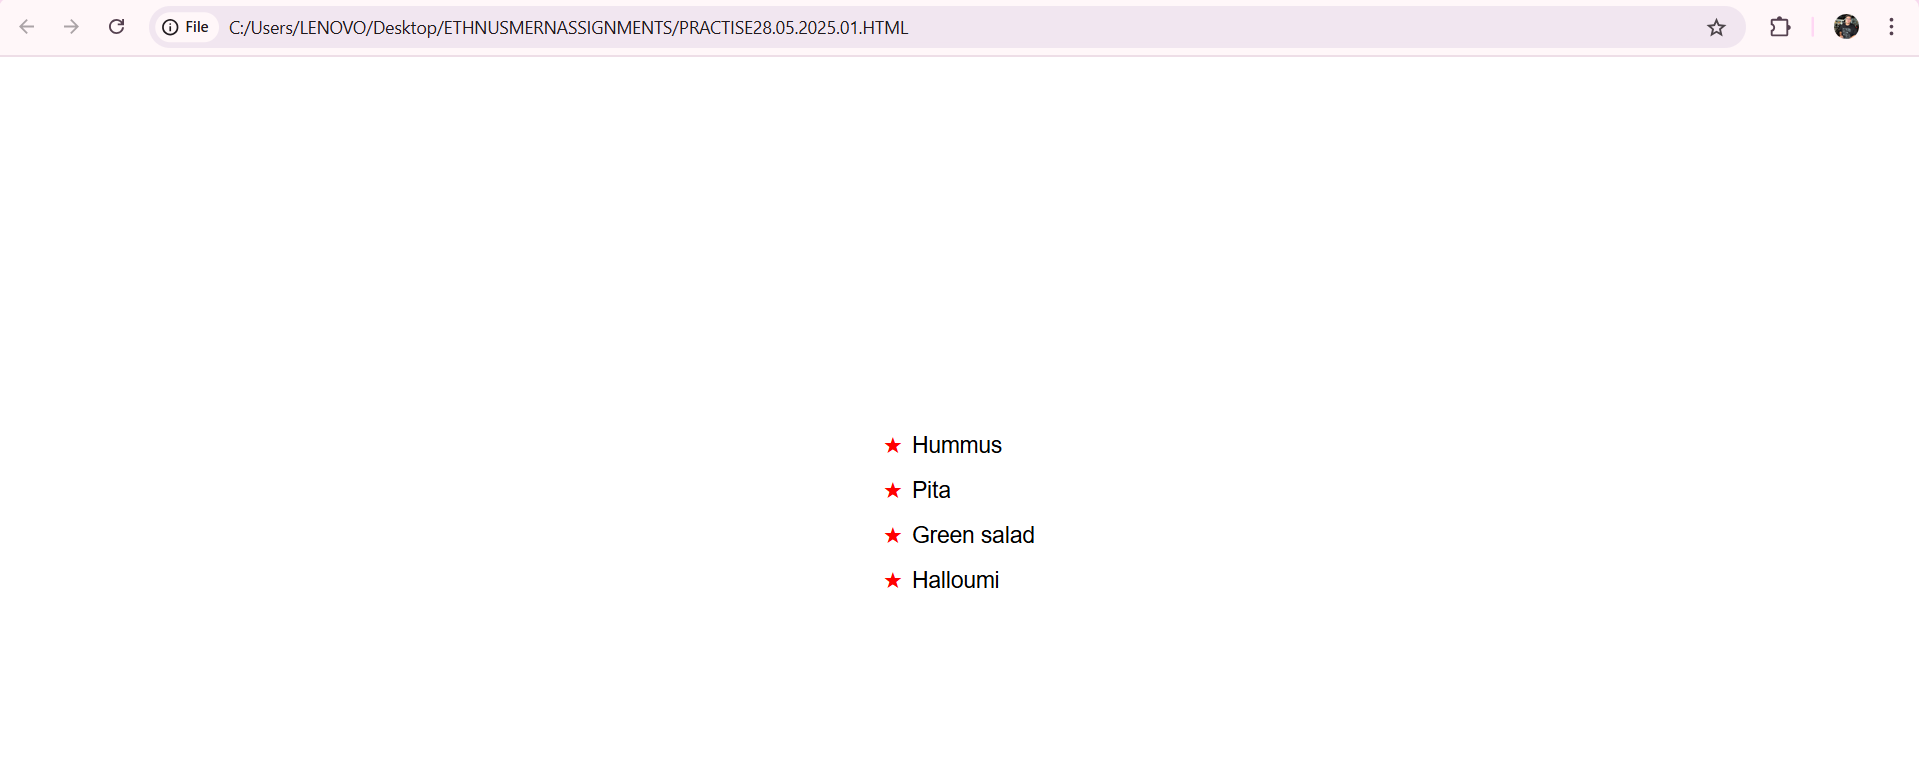 File C:/Users/LENOVO/Desktop/ETHNUSMERNASSIGNMENTS/PRACTISE28.05.2025.01.HTML
★ Hummus
★ Pita
★ Green salad
★ Halloumi